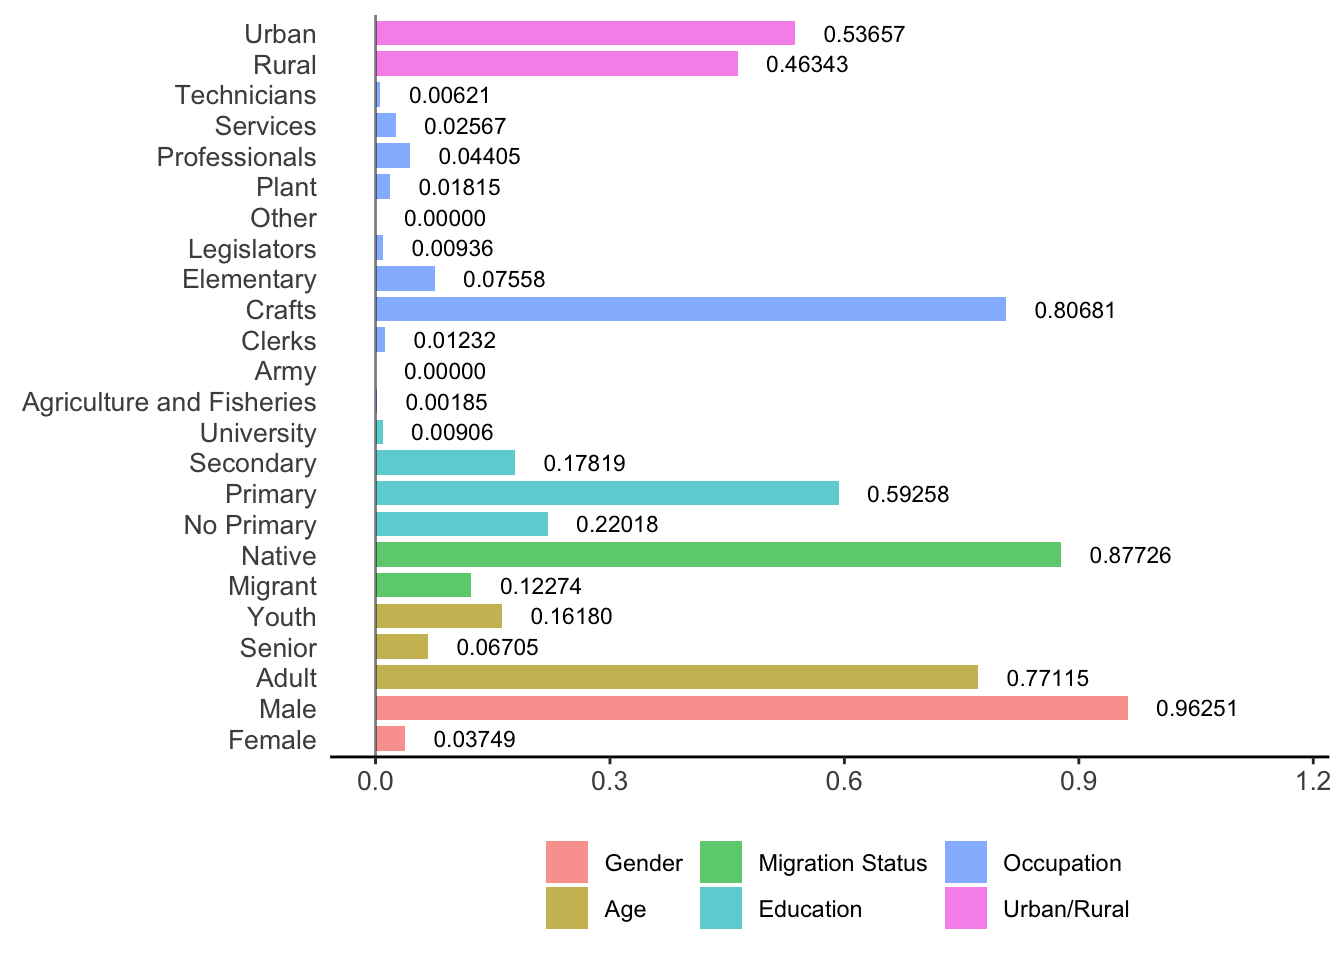 Urban 0.53657
Rural 0.46343
Technicians 0.00621
Services 0.02567
Professionals 0.04405
Plant 0.01815
Other 0.00000
Legislators 0.00936
Elementary 0.07558
Crafts 0.80681
Clerks 0.01232
Army 0.00000
Agriculture and Fisheries 0.00185
University 0.00906
Secondary 0.17819
Primary 0.59258
No Primary 0.22018
Native 0.87726
Migrant 0.12274
Youth 0.16180
Senior 0.06705
Adult 0.77115
Male 0.96251
Female 0.03749
0.0 0.3 0.6 0.9 1.2
Gender Migration Status Occupation
Age Education Urban/Rural